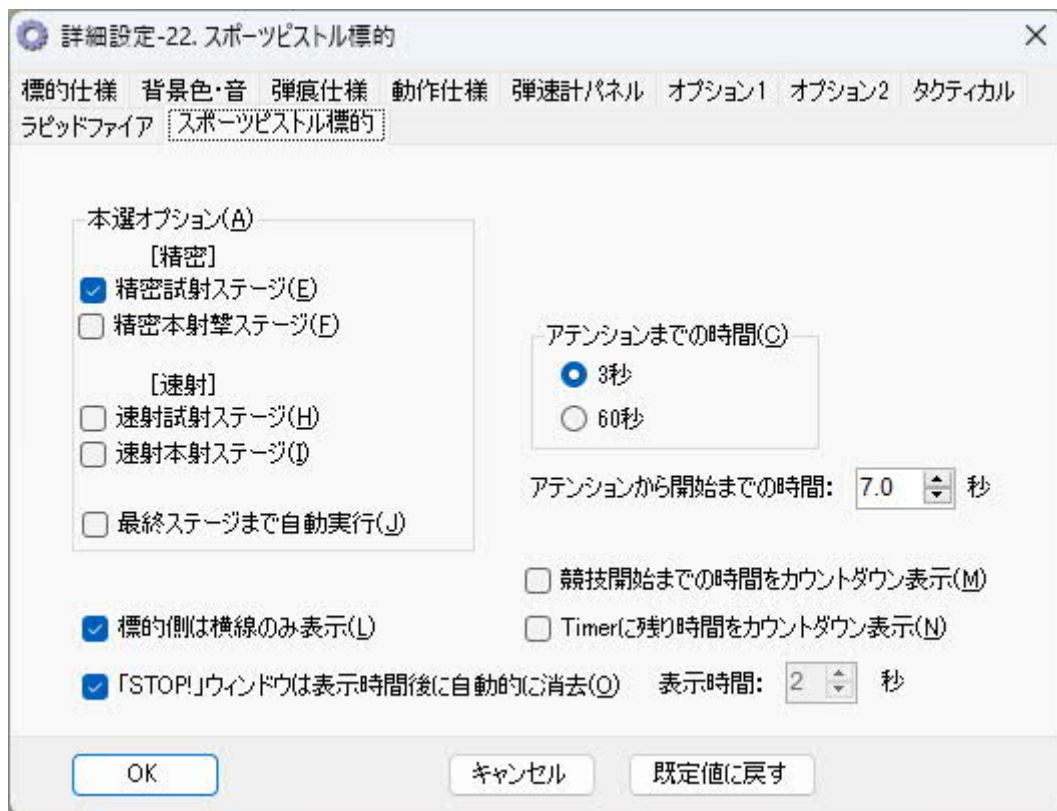 詳細設定-22. スポーツピストル標的
標的仕様 背景色・音 弾痕仕様 動作仕様 弾速計パネル オプション1 オプション2 タクティカル
ラピッドファイア スポーツピストル標的
本選オプション(A)
[精密]
精密試射ステージ(E)
精密本射撃ステージ(F)
[速射]
速射試射ステージ(H)
速射本射ステージ(I)
最終ステージまで自動実行(J)
アテンションまでの時間(C)
3秒
60秒
アテンションから開始までの時間: 7.0 秒
競技開始までの時間をカウントダウン表示(M)
標的側は横線のみ表示(L)
Timerに残り時間をカウントダウン表示(N)
「STOP!」ウィンドウは表示時間後に自動的に消去(O) 表示時間: 2 秒
OK キャンセル 既定値に戻す